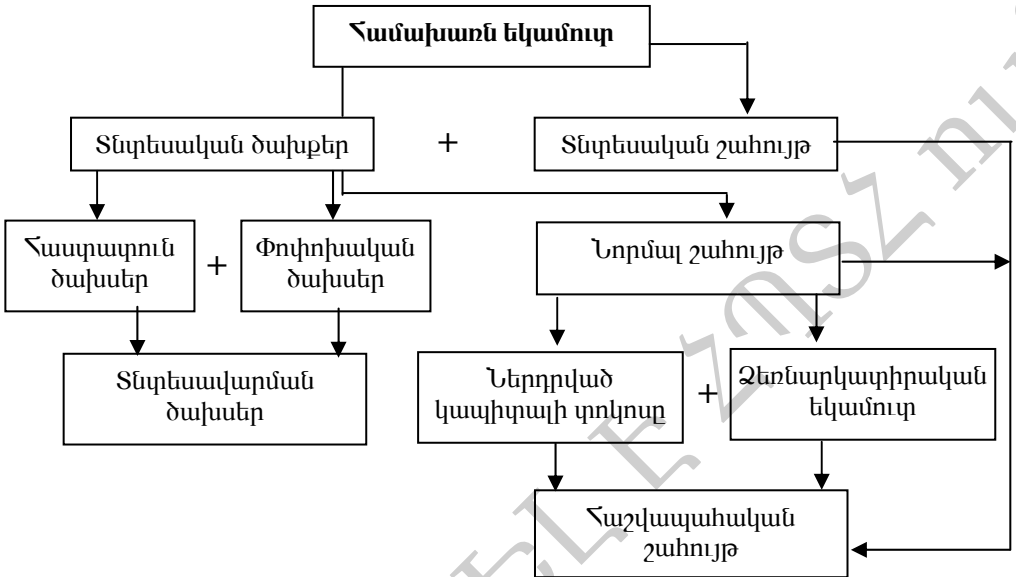 Համախառն եկամուտ
Տնտեսական ծախքեր + Տնտեսական շահույթ
Հաստատուն
ծախսեր
+
Փոփոխական
ծախսեր
Նորմալ շահույթ
Տնտեսավարման
ծախսեր
Ներդրված
կապիտալի տոկոսը
+
Ձեռնարկատիրական
եկամուտ
Հաշվապահական
շահույթ
ՀՊՏՀ